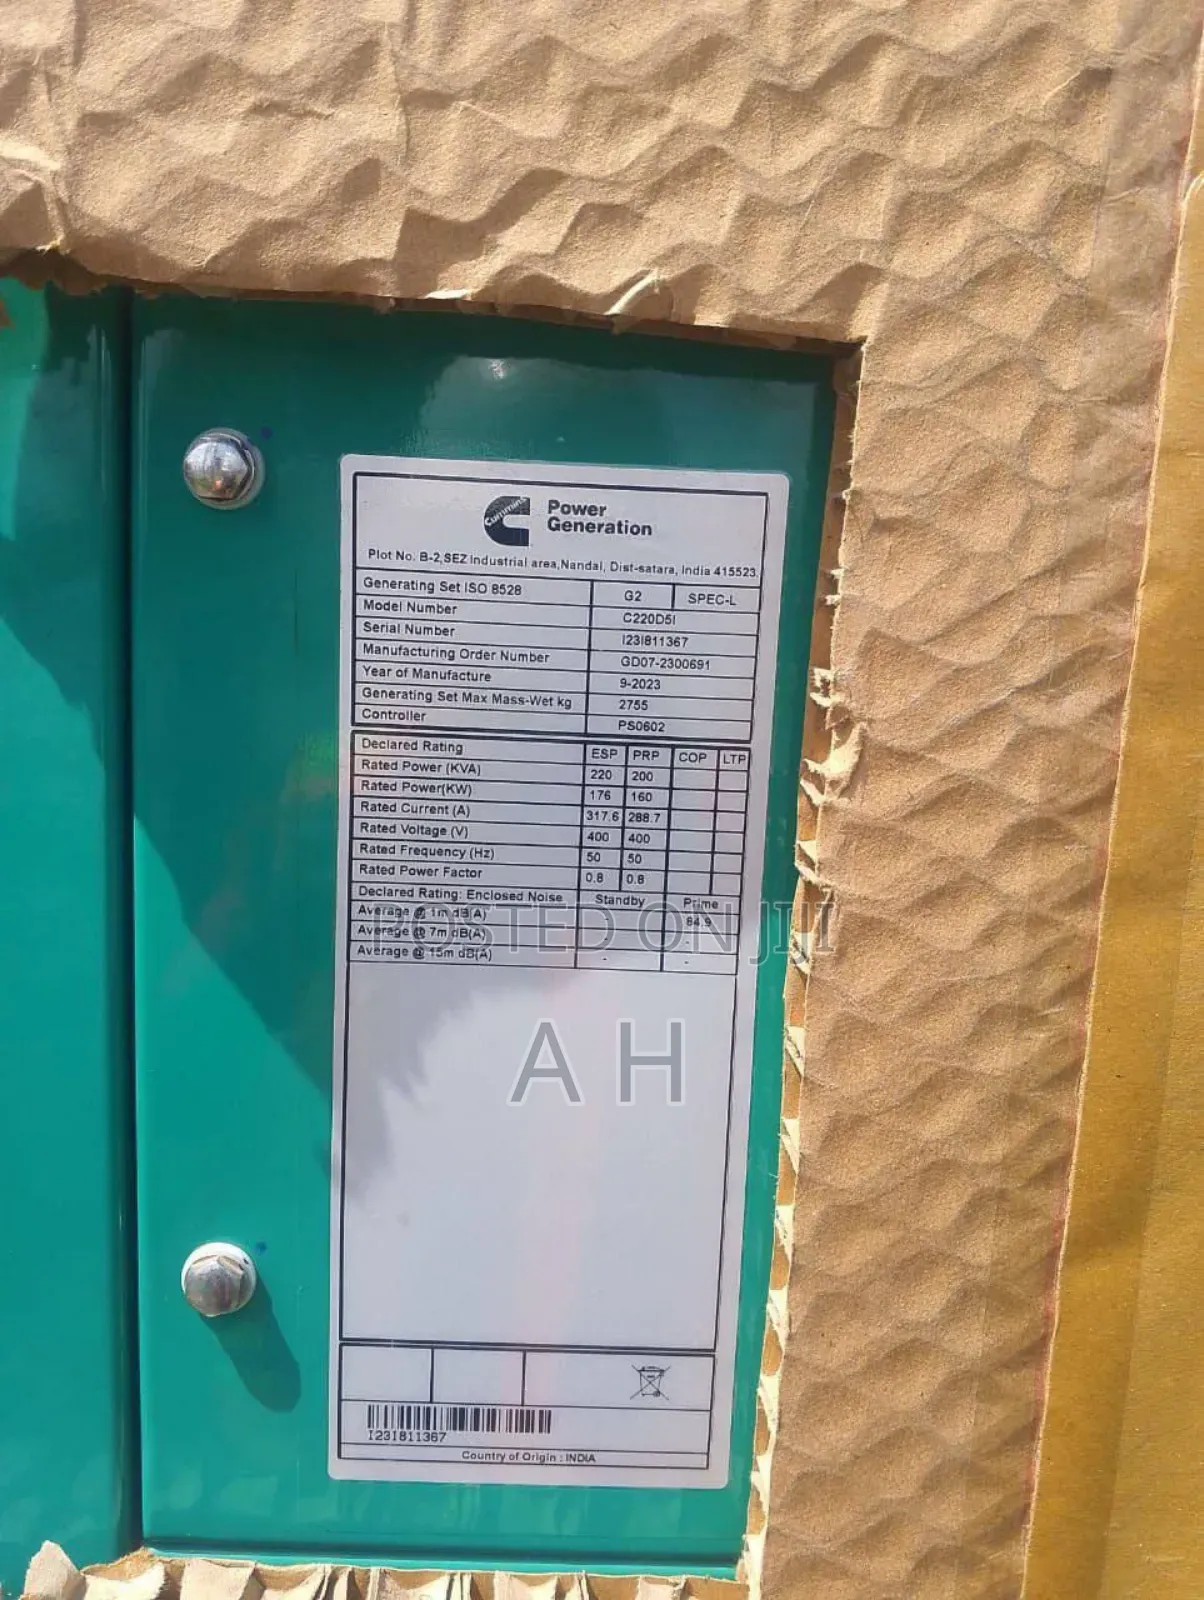 Cummins
Power
Generation
Plot No. B-2,SEZ Industrial area,Nandal, Dist-satara, India 415523.
Generating Set ISO 8528 G2 SPEC-L
Model Number C220D5I
Serial Number I23I811367
Manufacturing Order Number GD07-2300691
Year of Manufacture 9-2023
Generating Set Max Mass-Wet kg 2755
Controller PS0602
Declared Rating ESP PRP COP LTP
Rated Power (KVA) 220 200
Rated Power(KW) 176 160
Rated Current (A) 317.6 288.7
Rated Voltage (V) 400 400
Rated Frequency (Hz) 50 50
Rated Power Factor 0.8 0.8
Declared Rating: Enclosed Noise Standby Prime
Average @ 1m dB(A) - 84.9
Average @ 7m dB(A)
Average @ 15m dB(A) - -
POSTED ON JIJI
A H
I23I811367
Country of Origin : INDIA